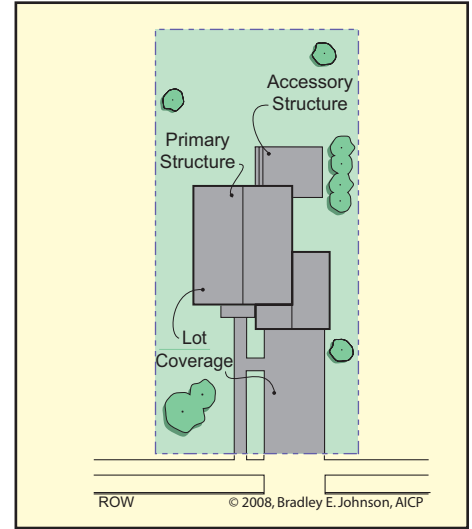 Accessory
Structure
Primary
Structure
Lot
Coverage
ROW
© 2008, Bradley E. Johnson, AICP